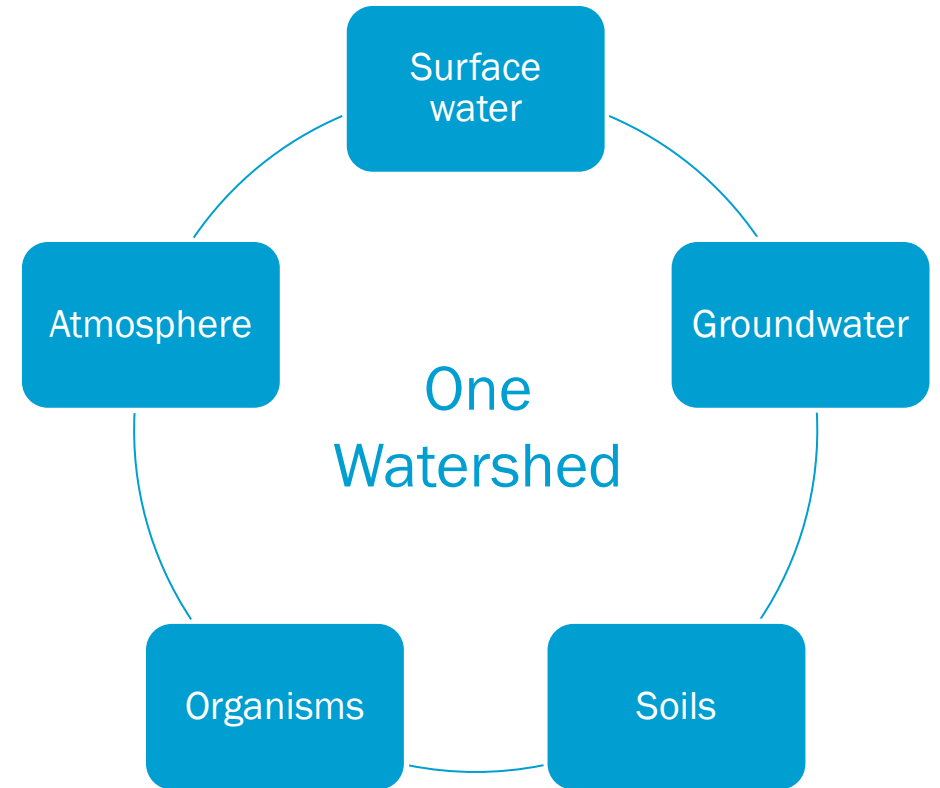 Surface
water
Atmosphere
Groundwater
One
Watershed
Organisms
Soils